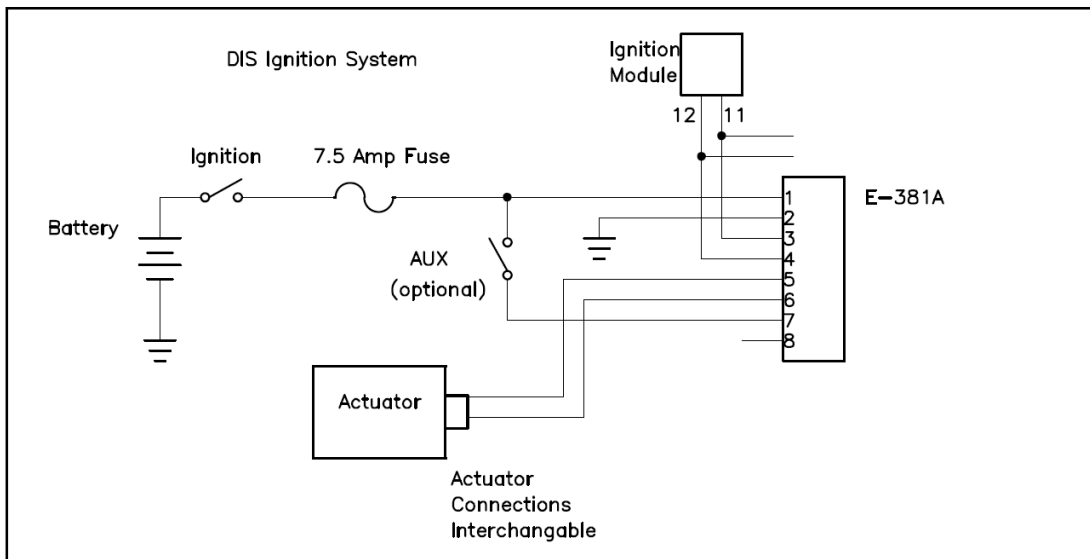 DIS Ignition System
Ignition
Module
12 11
Ignition
7.5 Amp Fuse
Battery
AUX
(optional)
E-381A
1
2
3
4
5
6
7
8
Actuator
Actuator
Connections
Interchangable